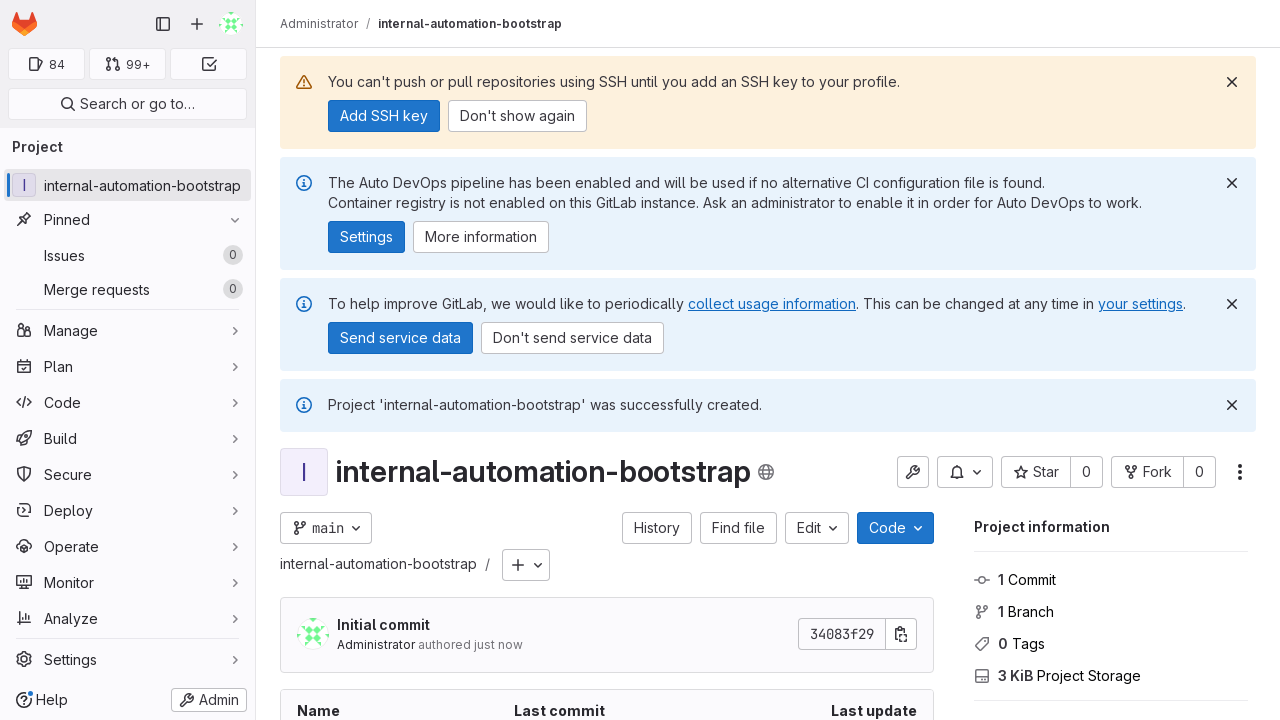 Administrator / internal-automation-bootstrap
84
99+
Search or go to…
Project
I internal-automation-bootstrap
Pinned
Issues 0
Merge requests 0
Manage
Plan
Code
Build
Secure
Deploy
Operate
Monitor
Analyze
Settings
Help
Admin
You can't push or pull repositories using SSH until you add an SSH key to your profile.
Add SSH key
Don't show again
The Auto DevOps pipeline has been enabled and will be used if no alternative CI configuration file is found.
Container registry is not enabled on this GitLab instance. Ask an administrator to enable it in order for Auto DevOps to work.
Settings
More information
To help improve GitLab, we would like to periodically collect usage information. This can be changed at any time in your settings.
Send service data
Don't send service data
Project 'internal-automation-bootstrap' was successfully created.
I internal-automation-bootstrap
Star 0
Fork 0
main
History
Find file
Edit
Code
internal-automation-bootstrap /
Initial commit
Administrator authored just now
34083f29
Name Last commit Last update
Project information
1 Commit
1 Branch
0 Tags
3 KiB Project Storage